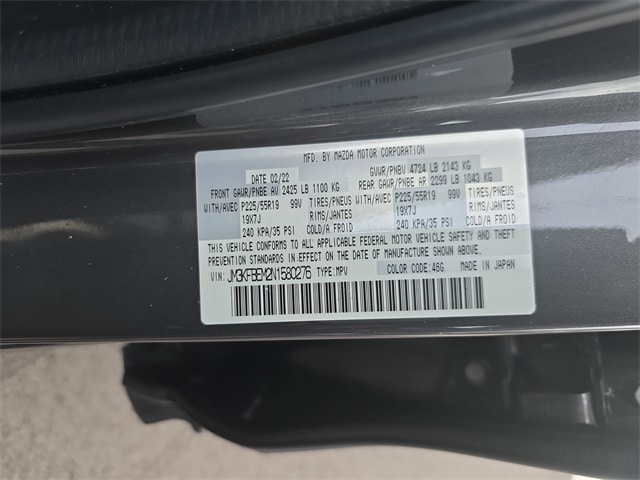 MFD. BY MAZDA MOTOR CORPORATION
DATE 02/22 GVWR/PNBV 4724 LB 2143 KG
FRONT GAWR/PNBE AV 2425 LB 1100 KG REAR GAWR/PNBE AR 2299 LB 1043 KG
WITH/AVEC P225/55R19 99V TIRES/PNEUS WITH/AVEC P225/55R19 99V TIRES/PNEUS
19X7J RIMS/JANTES 19X7J RIMS/JANTES
240 KPA/35 PSI COLD/A FROID 240 KPA/35 PSI COLD/A FROID
THIS VEHICLE CONFORMS TO ALL APPLICABLE FEDERAL MOTOR VEHICLE SAFETY AND THEFT
PREVENTION STANDARDS IN EFFECT ON THE DATE OF MANUFACTURE SHOWN ABOVE.
VIN: JM3KFBEM2N1580276 TYPE: MPV COLOR CODE: 46G MADE IN JAPAN